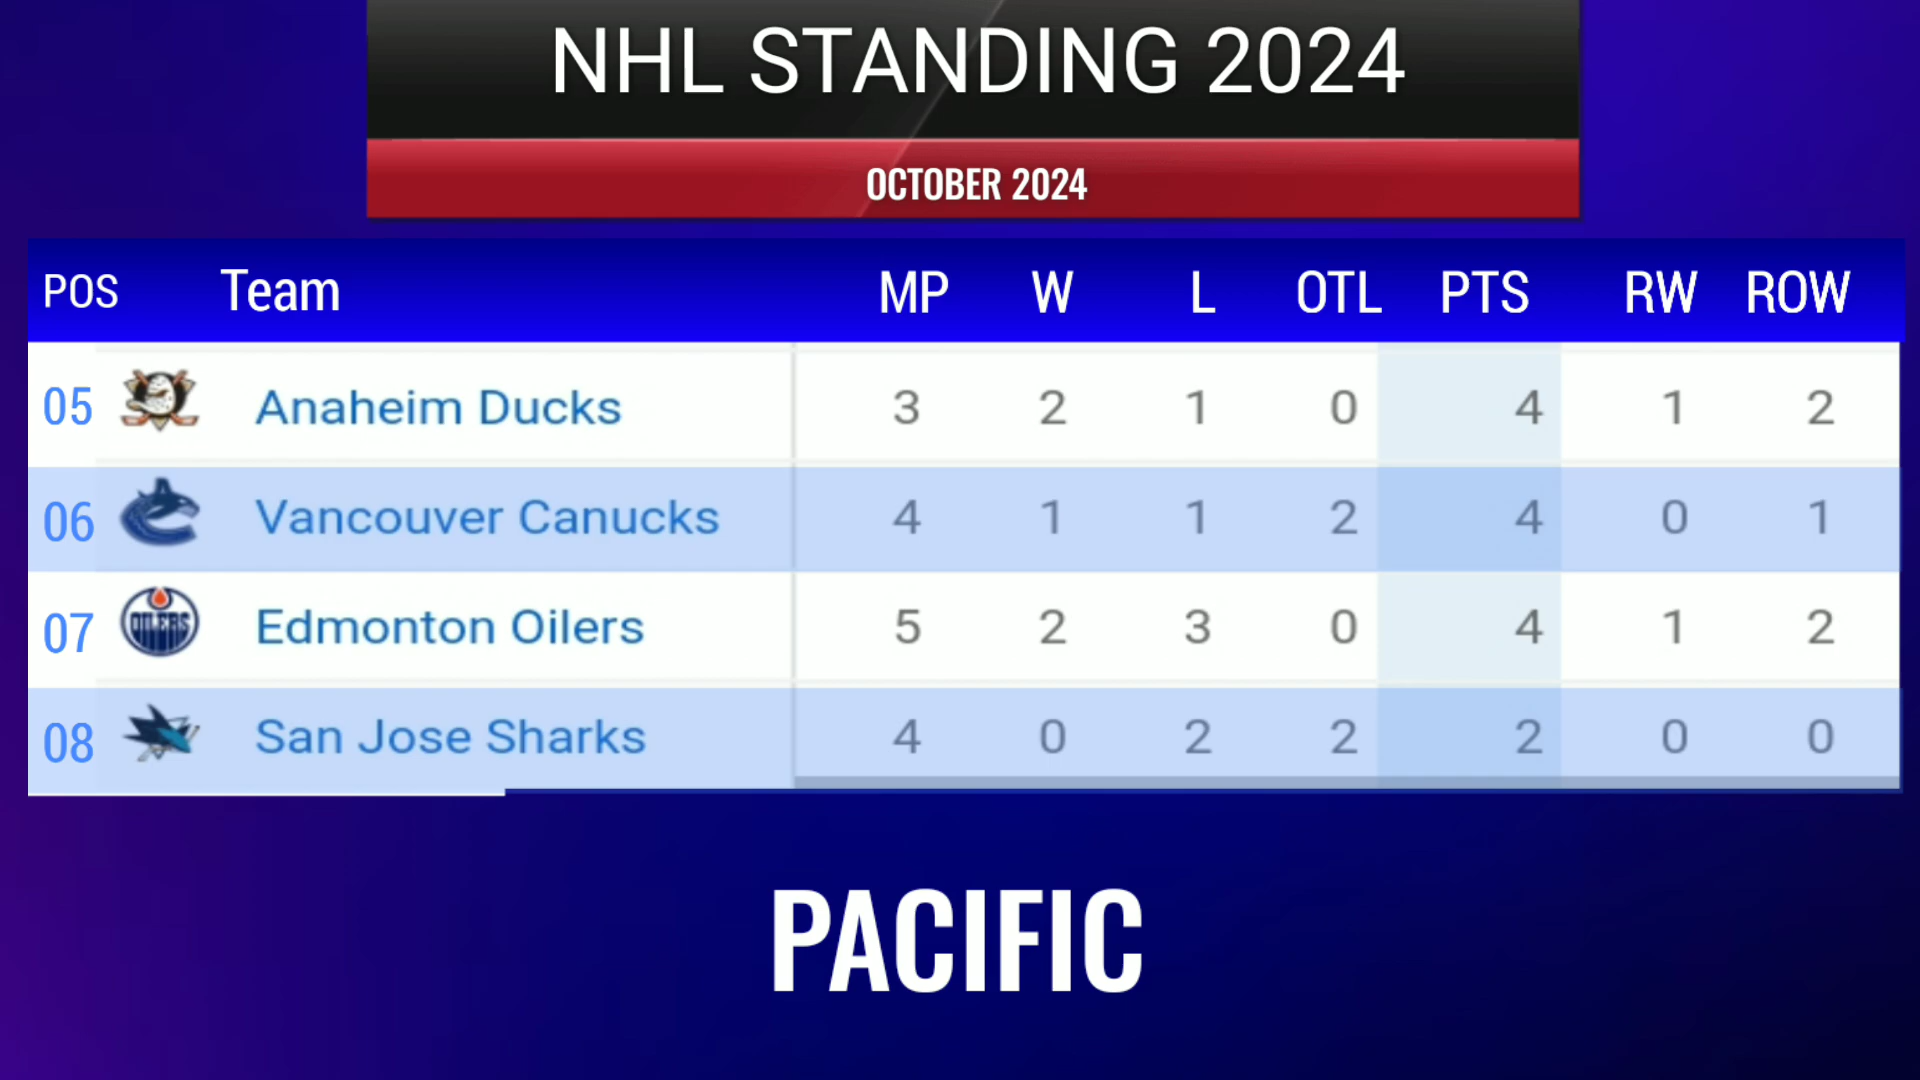 NHL STANDING 2024
OCTOBER 2024
POS Team MP W L OTL PTS RW ROW
05 Anaheim Ducks 3 2 1 0 4 1 2
06 Vancouver Canucks 4 1 1 2 4 0 1
07 OILERS Edmonton Oilers 5 2 3 0 4 1 2
08 San Jose Sharks 4 0 2 2 2 0 0
PACIFIC